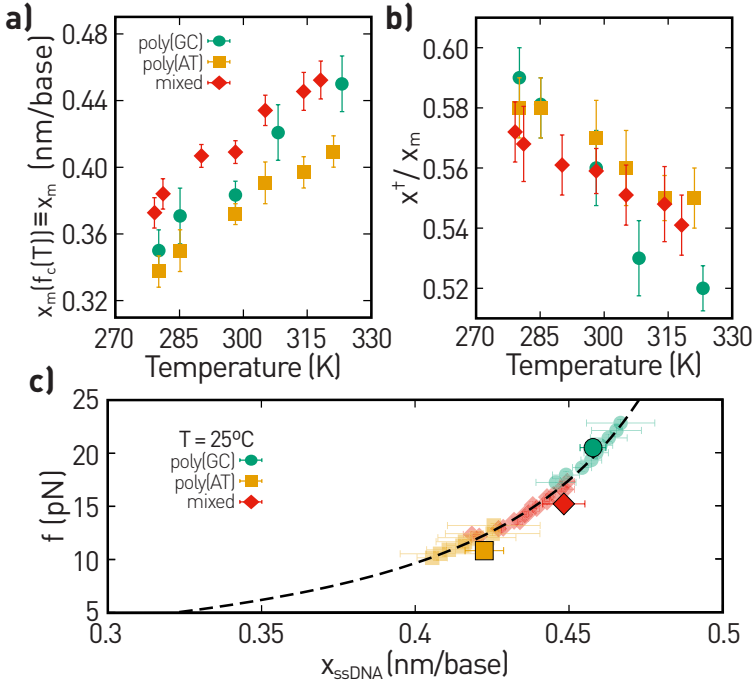 a)
x_m(f_c(T))≡x_m (nm/base)
0.48
0.44
0.40
0.36
0.32
poly(GC)
poly(AT)
mixed
270 285 300 315 330
Temperature (K)
b)
x†/x_m
0.60
0.58
0.56
0.54
0.52
270 285 300 315 330
Temperature (K)
c)
f (pN)
25
20
15
10
5
T = 25ºC
poly(GC)
poly(AT)
mixed
0.3 0.35 0.4 0.45 0.5
x_ssDNA (nm/base)